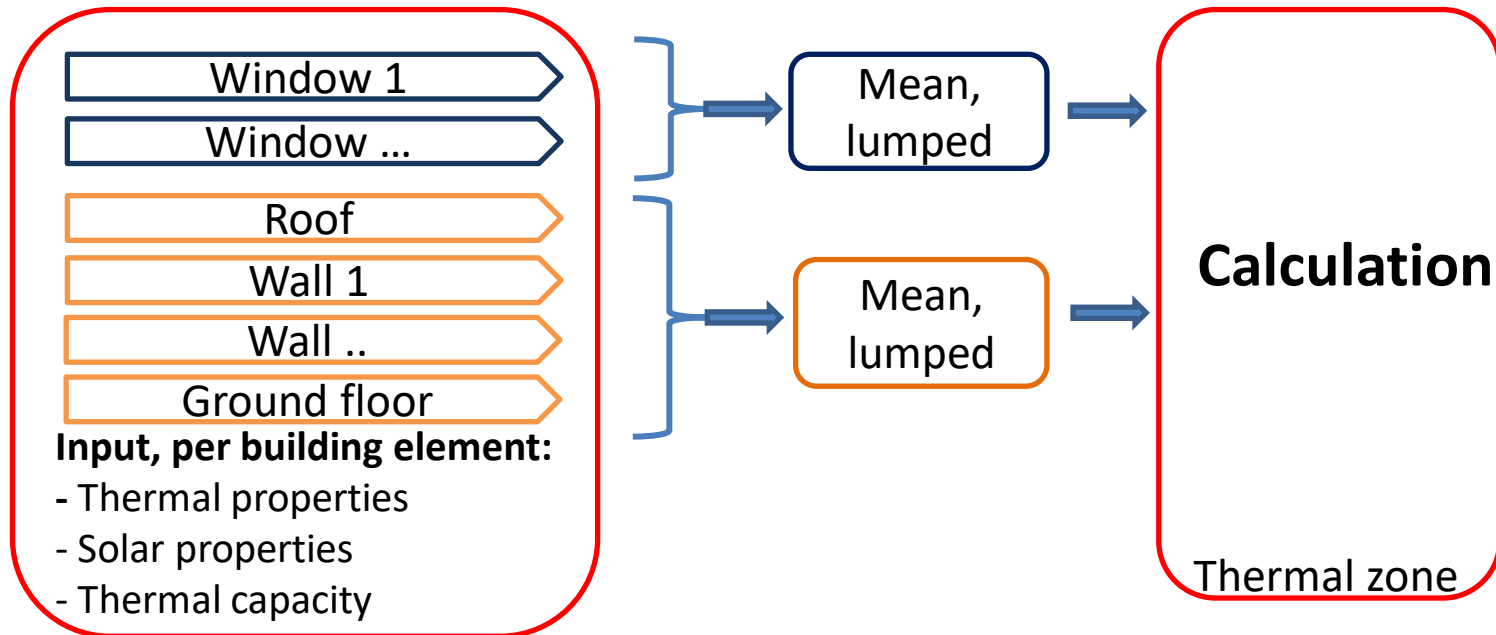 Window 1
Window ...
Roof
Wall 1
Wall ..
Ground floor
Input, per building element:
- Thermal properties
- Solar properties
- Thermal capacity
Mean,
lumped
Mean,
lumped
Calculation
Thermal zone